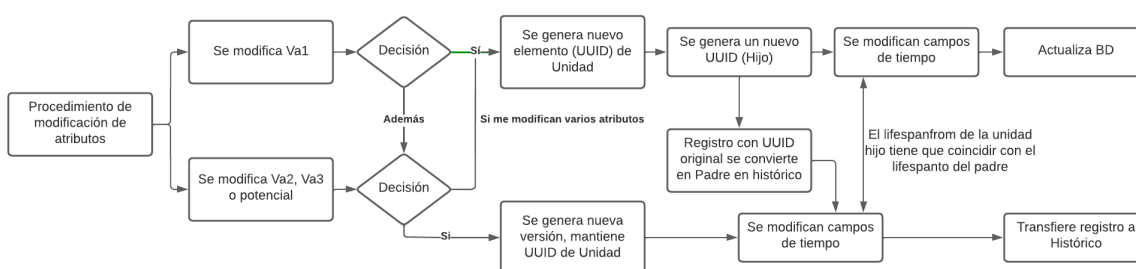 Se modifica Va1
Decisión
Sí
Se genera nuevo
elemento (UUID) de
Unidad
Se genera un nuevo
UUID (Hijo)
Se modifican campos
de tiempo
Actualiza BD
Procedimiento de
modificación de
atributos
Además
Si me modifican varios atributos
Registro con UUID
original se convierte
en Padre en histórico
El lifespanfrom de la unidad
hijo tiene que coincidir con el
lifespanto del padre
Se modifica Va2, Va3
o potencial
Decisión
Si
Se genera nueva
versión, mantiene
UUID de Unidad
Se modifican campos
de tiempo
Transfiere registro a
Histórico